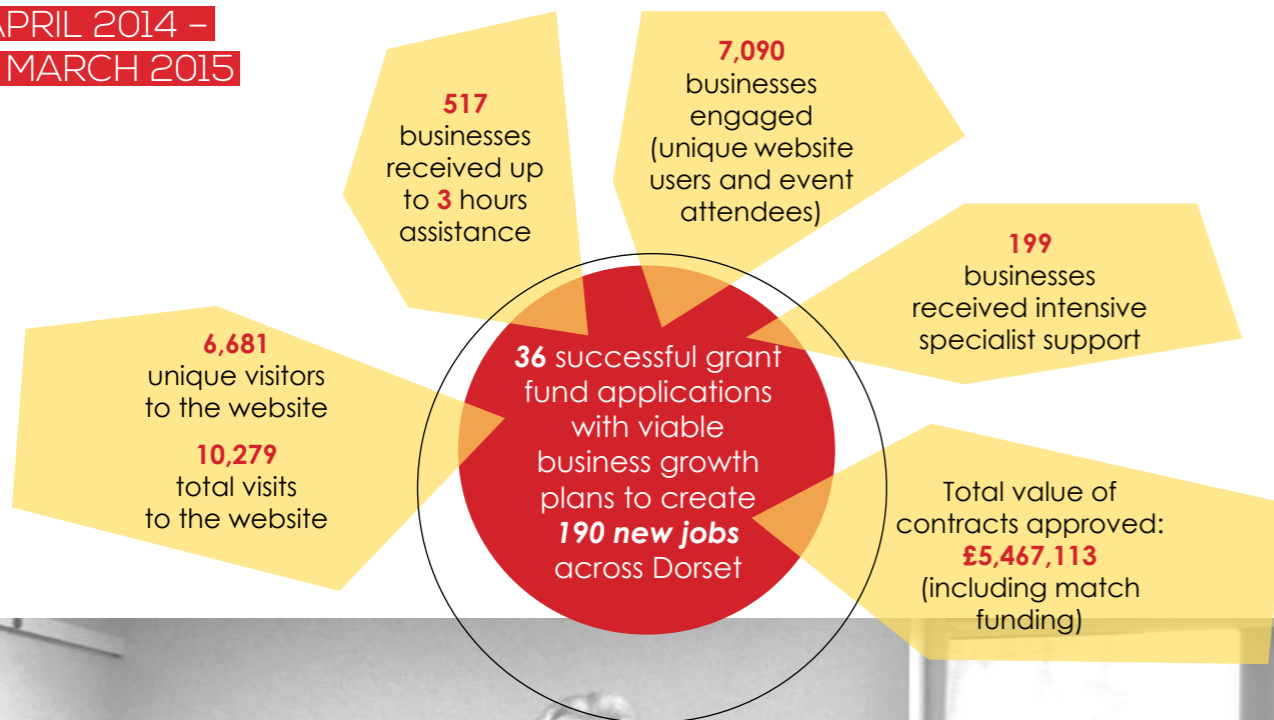 APRIL 2014 –
MARCH 2015
517
businesses
received up
to 3 hours
assistance
7,090
businesses
engaged
(unique website
users and event
attendees)
199
businesses
received intensive
specialist support
6,681
unique visitors
to the website
10,279
total visits
to the website
36 successful grant
fund applications
with viable
business growth
plans to create
190 new jobs
across Dorset
Total value of
contracts approved:
£5,467,113
(including match
funding)